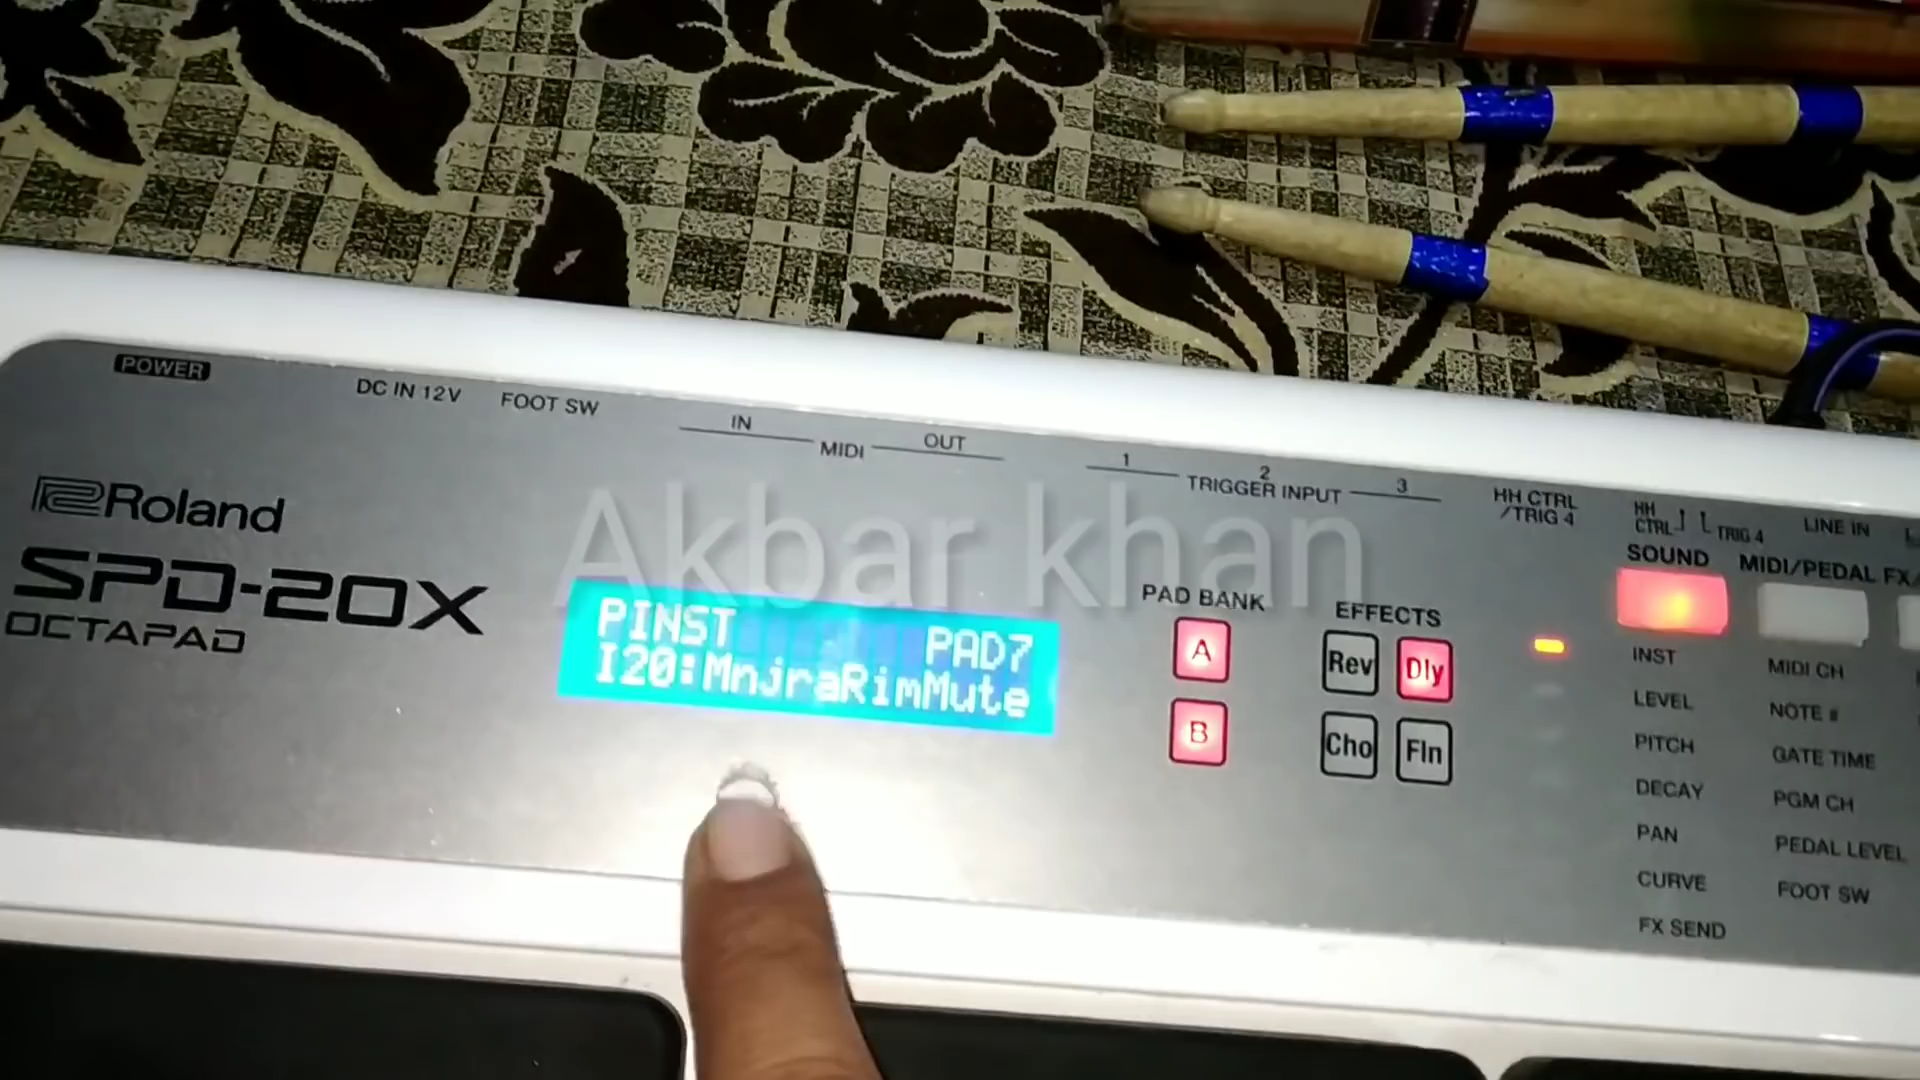 POWER
DC IN 12V
FOOT SW
IN
MIDI
OUT
1
2
3
TRIGGER INPUT
HH CTRL
/TRIG 4
HH
CTRL
TRIG 4
LINE IN
Roland
SPD-20X
OCTAPAD
Akbar khan
PINST PAD7
I20:MnjraRimMute
PAD BANK
A
B
EFFECTS
Rev
Dly
Cho
Fln
SOUND
MIDI/PEDAL
FX/
INST
LEVEL
PITCH
DECAY
PAN
CURVE
FX SEND
MIDI CH
NOTE #
GATE TIME
PGM CH
PEDAL LEVEL
FOOT SW